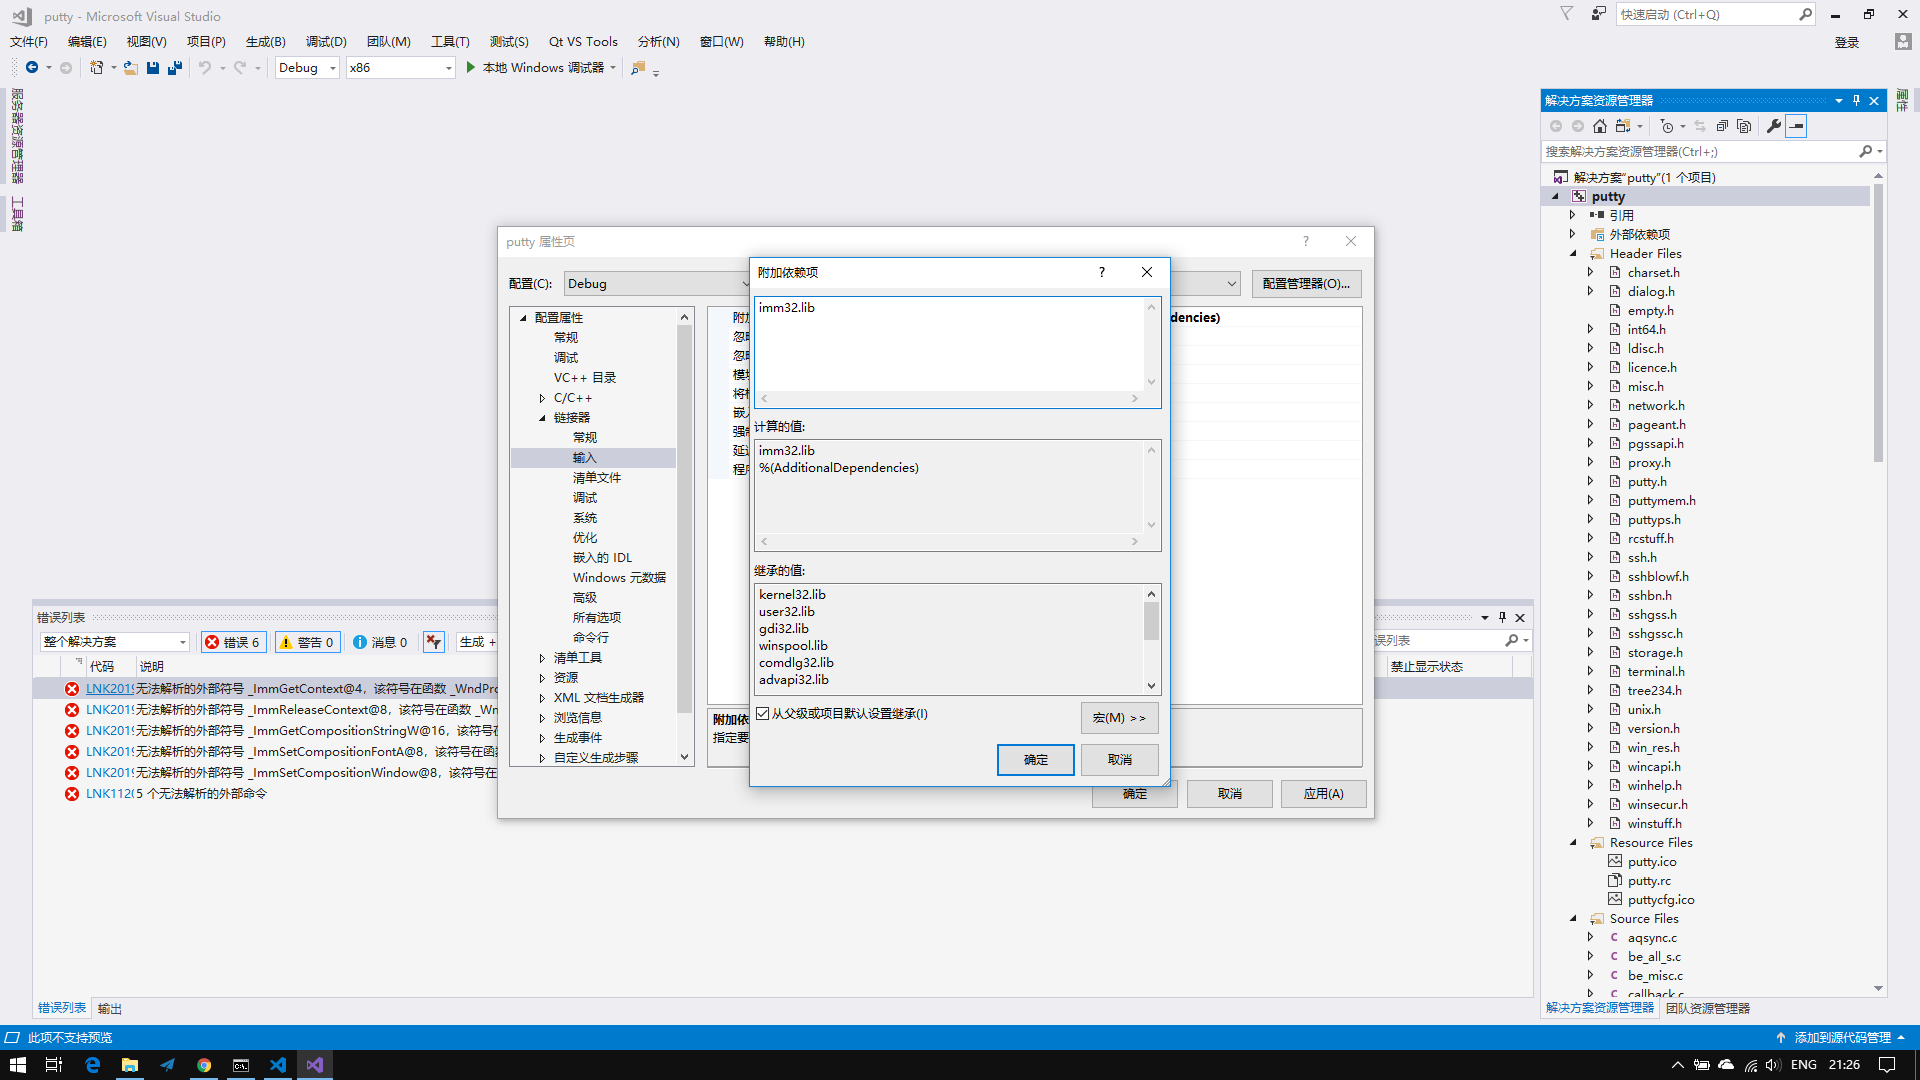 putty - Microsoft Visual Studio
快速启动 (Ctrl+Q)
文件(F) 编辑(E) 视图(V) 项目(P) 生成(B) 调试(D) 团队(M) 工具(T) 测试(S) Qt VS Tools 分析(N) 窗口(W) 帮助(H)
登录
Debug x86 本地 Windows 调试器
服务器资源管理器
工具箱
putty 属性页
配置(C): Debug
配置管理器(O)...
配置属性
常规
调试
VC++ 目录
C/C++
链接器
常规
输入
清单文件
调试
系统
优化
嵌入的 IDL
Windows 元数据
高级
所有选项
命令行
清单工具
资源
XML 文档生成器
浏览信息
生成事件
自定义生成步骤
dencies)
附加依
指定要
确定 取消 应用(A)
附加依赖项
imm32.lib
计算的值:
imm32.lib
%(AdditionalDependencies)
继承的值:
kernel32.lib
user32.lib
gdi32.lib
winspool.lib
comdlg32.lib
advapi32.lib
从父级或项目默认设置继承(I)
宏(M) >>
确定 取消
错误列表
整个解决方案 错误 6 警告 0 消息 0 生成 +
误列表
代码 说明 禁止显示状态
LNK2019 无法解析的外部符号 _ImmGetContext@4，该符号在函数 _WndPro
LNK2019 无法解析的外部符号 _ImmReleaseContext@8，该符号在函数 _Wn
LNK2019 无法解析的外部符号 _ImmGetCompositionStringW@16，该符号在
LNK2019 无法解析的外部符号 _ImmSetCompositionFontA@8，该符号在函
LNK2019 无法解析的外部符号 _ImmSetCompositionWindow@8，该符号在
LNK1120 5 个无法解析的外部命令
错误列表 输出
解决方案资源管理器
搜索解决方案资源管理器(Ctrl+;)
解决方案"putty"(1 个项目)
putty
引用
外部依赖项
Header Files
charset.h
dialog.h
empty.h
int64.h
ldisc.h
licence.h
misc.h
network.h
pageant.h
pgssapi.h
proxy.h
putty.h
puttymem.h
puttyps.h
rcstuff.h
ssh.h
sshblowf.h
sshbn.h
sshgss.h
sshgssc.h
storage.h
terminal.h
tree234.h
unix.h
version.h
win_res.h
wincapi.h
winhelp.h
winsecur.h
winstuff.h
Resource Files
putty.ico
putty.rc
puttycfg.ico
Source Files
aqsync.c
be_all_s.c
be_misc.c
callback.c
解决方案资源管理器 团队资源管理器
属性
此项不支持预览
添加到源代码管理
ENG 21:26